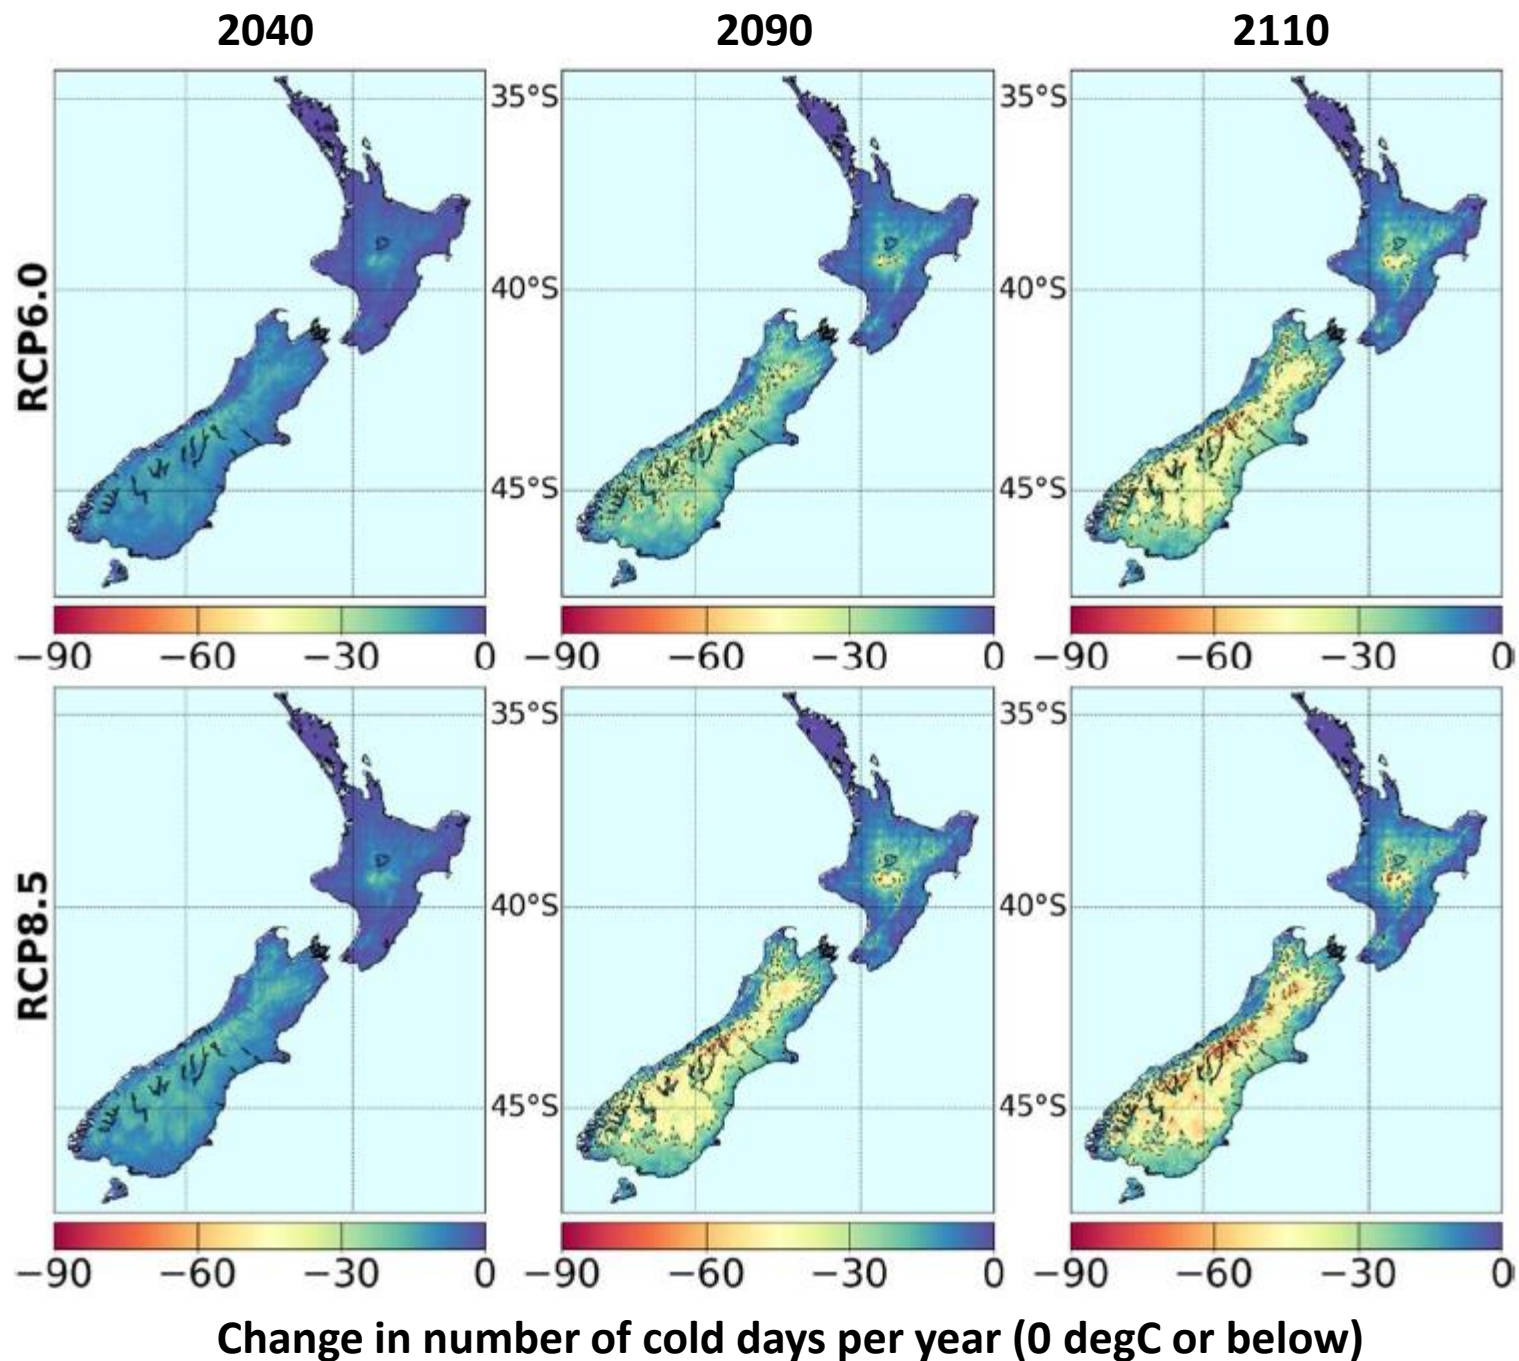 2040 2090 2110
35°S 35°S
40°S 40°S
45°S 45°S
RCP6.0
−90 −60 −30 0 −90 −60 −30 0 −90 −60 −30 0
35°S 35°S
40°S 40°S
45°S 45°S
RCP8.5
−90 −60 −30 0 −90 −60 −30 0 −90 −60 −30 0
Change in number of cold days per year (0 degC or below)